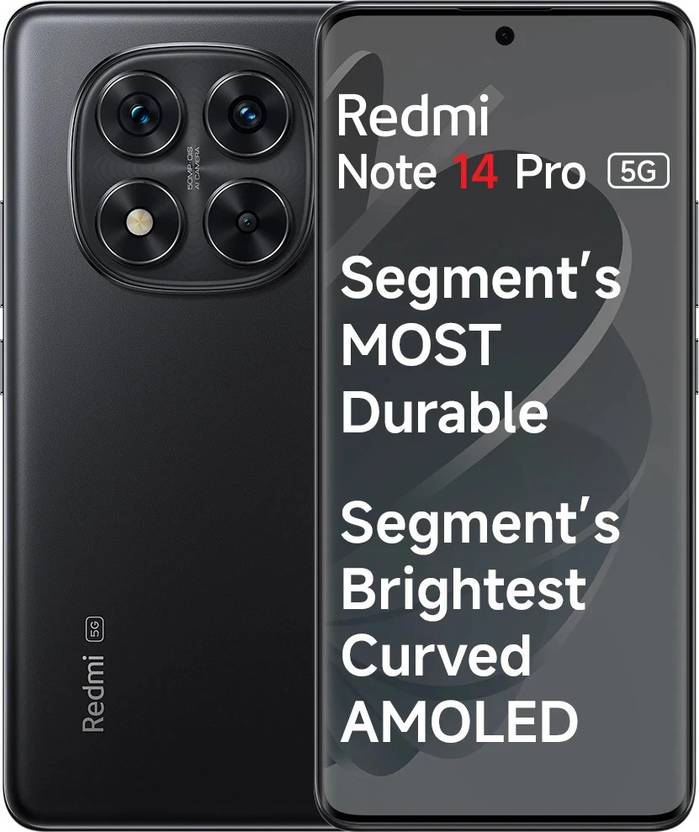 50MP OIS
AI CAMERA
Redmi 5G
Redmi
Note 14 Pro 5G
Segment's
MOST
Durable
Segment's
Brightest
Curved
AMOLED